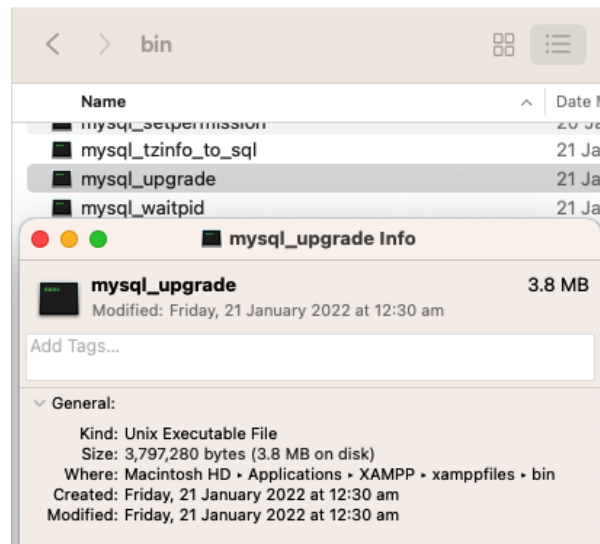 bin
Name Date M
mysql_setpermission 20 Ja
mysql_tzinfo_to_sql 21 Ja
mysql_upgrade 21 Ja
mysql_waitpid 21 Ja
mysql_upgrade Info
mysql_upgrade 3.8 MB
Modified: Friday, 21 January 2022 at 12:30 am
Add Tags...
General:
Kind: Unix Executable File
Size: 3,797,280 bytes (3.8 MB on disk)
Where: Macintosh HD ▸ Applications ▸ XAMPP ▸ xamppfiles ▸ bin
Created: Friday, 21 January 2022 at 12:30 am
Modified: Friday, 21 January 2022 at 12:30 am